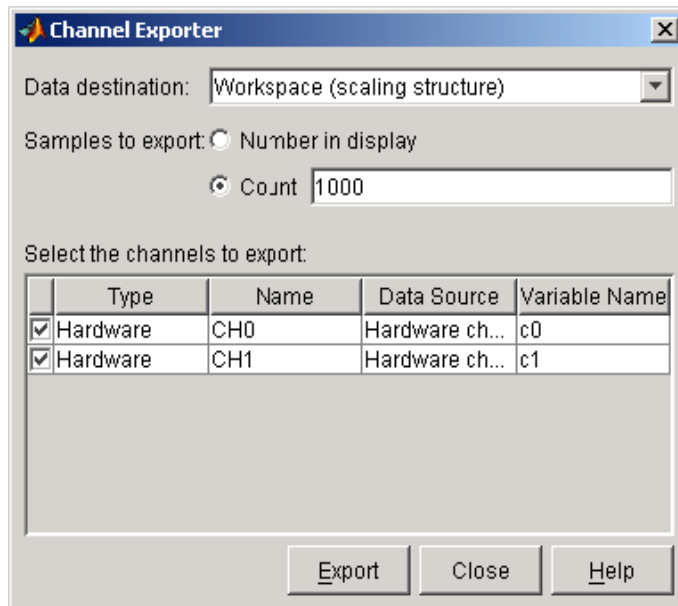 Channel Exporter
Data destination: Workspace (scaling structure)
Samples to export: Number in display
Count 1000
Select the channels to export:
Type Name Data Source Variable Name
Hardware CH0 Hardware ch... c0
Hardware CH1 Hardware ch... c1
Export Close Help